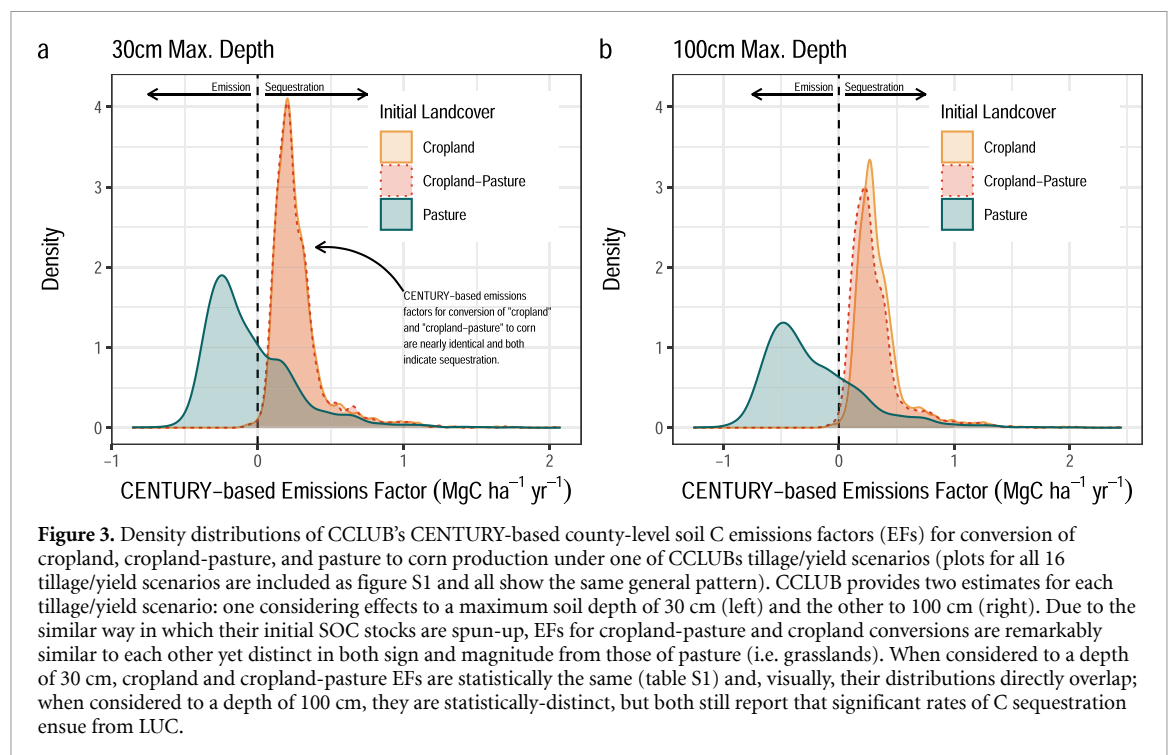 a
30cm Max. Depth
Emission
Sequestration
Initial Landcover
Cropland
Cropland–Pasture
Pasture
CENTURY–based emissions
factors for conversion of "cropland"
and "cropland–pasture" to corn
are nearly identical and both
indicate sequestration.
Density
4
3
2
1
0
−1
0
1
2
CENTURY–based Emissions Factor (MgC ha⁻¹ yr⁻¹)
b
100cm Max. Depth
Emission
Sequestration
Initial Landcover
Cropland
Cropland–Pasture
Pasture
Density
4
3
2
1
0
−1
0
1
2
CENTURY–based Emissions Factor (MgC ha⁻¹ yr⁻¹)
Figure 3. Density distributions of CCLUB's CENTURY-based county-level soil C emissions factors (EFs) for conversion of
cropland, cropland-pasture, and pasture to corn production under one of CCLUBs tillage/yield scenarios (plots for all 16
tillage/yield scenarios are included as figure S1 and all show the same general pattern). CCLUB provides two estimates for each
tillage/yield scenario: one considering effects to a maximum soil depth of 30 cm (left) and the other to 100 cm (right). Due to the
similar way in which their initial SOC stocks are spun-up, EFs for cropland-pasture and cropland conversions are remarkably
similar to each other yet distinct in both sign and magnitude from those of pasture (i.e. grasslands). When considered to a depth
of 30 cm, cropland and cropland-pasture EFs are statistically the same (table S1) and, visually, their distributions directly overlap;
when considered to a depth of 100 cm, they are statistically-distinct, but both still report that significant rates of C sequestration
ensue from LUC.